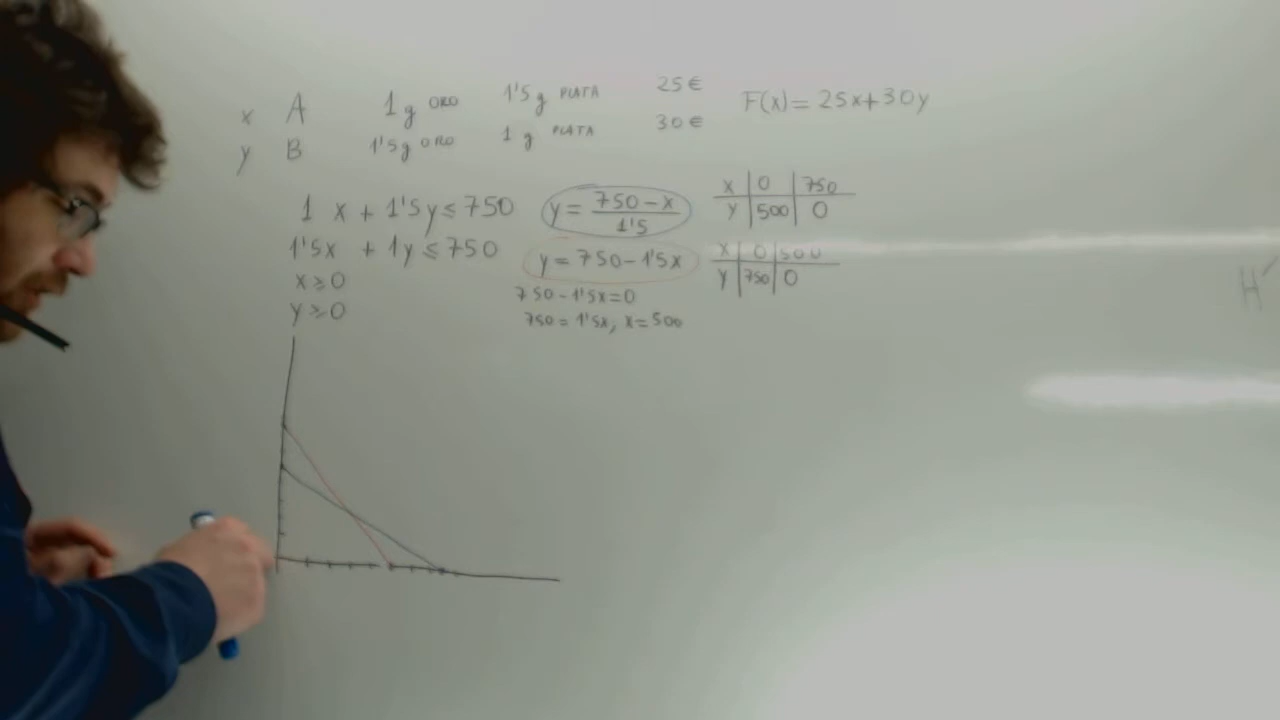 x A 1g ORO 1'5g PLATA 25€ F(x)= 25x+30y
y B 1'5g ORO 1 g PLATA 30€
1 x + 1'5y ≤ 750 y = 750-x / 1'5 x 0 750
y 500 0
1'5x + 1y ≤ 750 y = 750-1'5x x 0 500
y 750 0
x ≥ 0 750-1'5x=0
y ≥ 0 750=1'5x, x=500
H